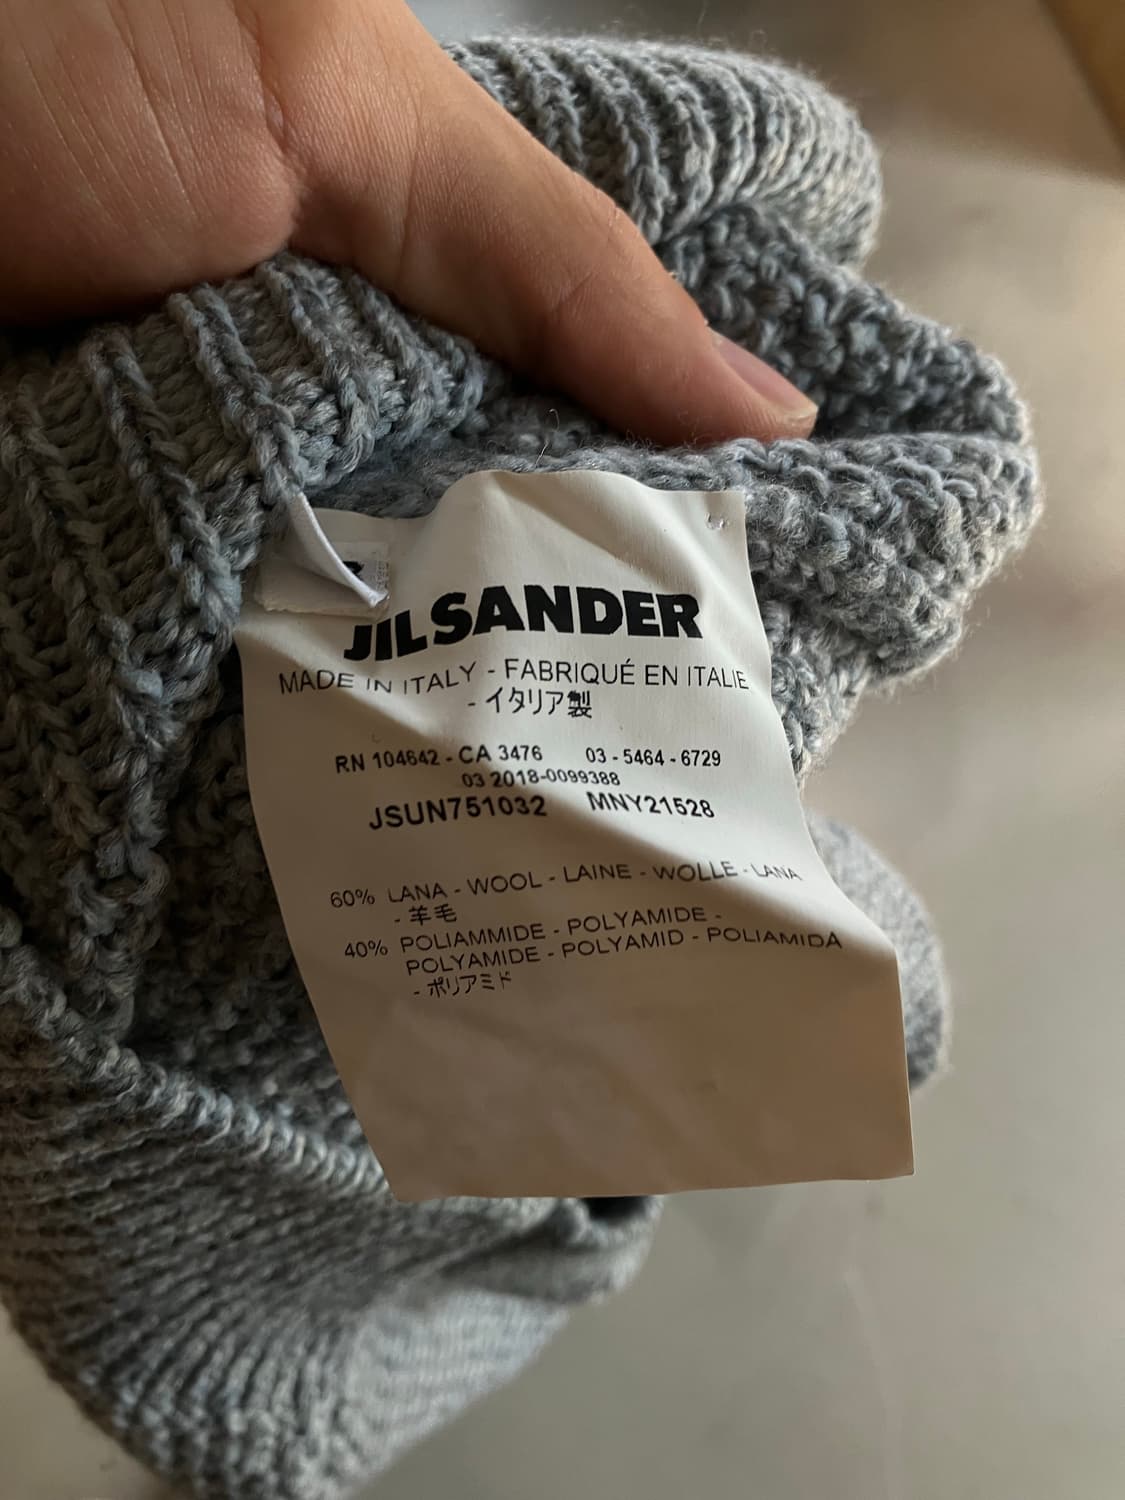 JIL SANDER
MADE IN ITALY - FABRIQUÉ EN ITALIE
- イタリア製
RN 104642 - CA 3476 03 - 5464 - 6729
03 2018-0099388
JSUN751032 MNY21528
60% LANA - WOOL - LAINE - WOLLE - LANA
- 羊毛
40% POLIAMMIDE - POLYAMIDE -
POLYAMIDE - POLYAMID - POLIAMIDA
- ポリアミド